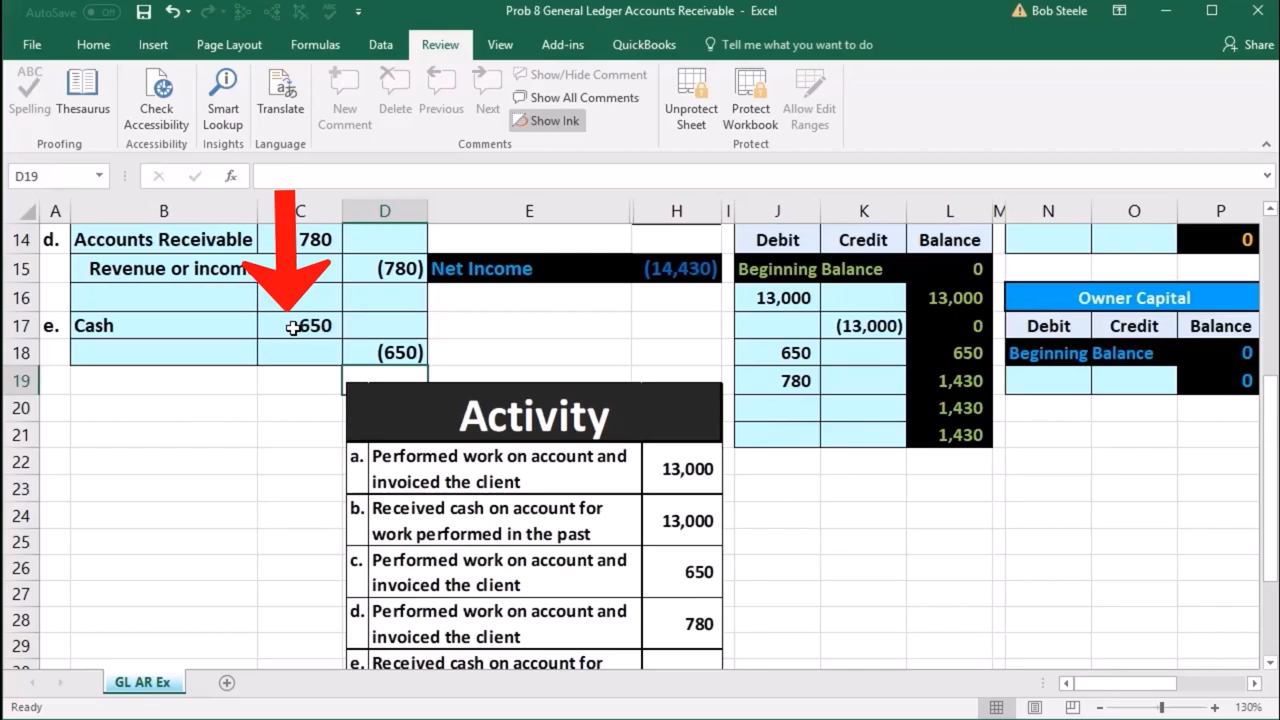 AutoSave Off Prob 8 General Ledger Accounts Receivable - Excel Bob Steele
File Home Insert Page Layout Formulas Data Review View Add-ins QuickBooks Tell me what you want to do Share
ABC
Spelling Thesaurus Check Accessibility Smart Lookup Translate New Comment Delete Previous Next Show/Hide Comment Unprotect Sheet Protect Workbook Allow Edit Ranges
Show All Comments
Show Ink
Proofing Accessibility Insights Language Comments Protect
D19 fx
A B C D E H I J K L M N O P
14 d. Accounts Receivable 780 Debit Credit Balance 0
15 Revenue or incom (780) Net Income (14,430) Beginning Balance 0
16 13,000 13,000 Owner Capital
17 e. Cash 650 (13,000) 0 Debit Credit Balance
18 (650) 650 650 Beginning Balance 0
19 780 1,430 0
20 1,430
21 1,430
Activity
22 a. Performed work on account and
invoiced the client 13,000
23
24 b. Received cash on account for
work performed in the past 13,000
25
26 c. Performed work on account and
invoiced the client 650
27
28 d. Performed work on account and
invoiced the client 780
29
e. Received cash on account for
GL AR Ex
Ready 130%